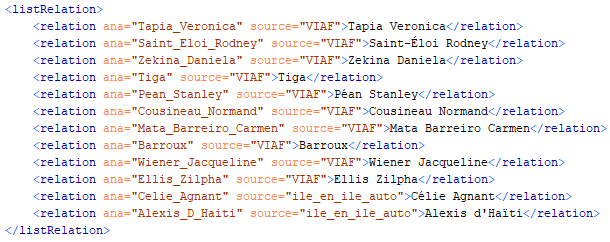 <listRelation>
<relation ana="Tapia_Veronica" source="VIAF">Tapia Veronica</relation>
<relation ana="Saint_Eloi_Rodney" source="VIAF">Saint-Éloi Rodney</relation>
<relation ana="Zekina_Daniela" source="VIAF">Zekina Daniela</relation>
<relation ana="Tiga" source="VIAF">Tiga</relation>
<relation ana="Pean_Stanley" source="VIAF">Péan Stanley</relation>
<relation ana="Cousineau_Normand" source="VIAF">Cousineau Normand</relation>
<relation ana="Mata_Barreiro_Carmen" source="VIAF">Mata Barreiro Carmen</relation>
<relation ana="Barroux" source="VIAF">Barroux</relation>
<relation ana="Wiener_Jacqueline" source="VIAF">Wiener Jacqueline</relation>
<relation ana="Ellis_Zilpha" source="VIAF">Ellis Zilpha</relation>
<relation ana="Celie_Agnant" source="ile_en_ile_auto">Célie Agnant</relation>
<relation ana="Alexis_D_Haiti" source="ile_en_ile_auto">Alexis d'Haïti</relation>
</listRelation>